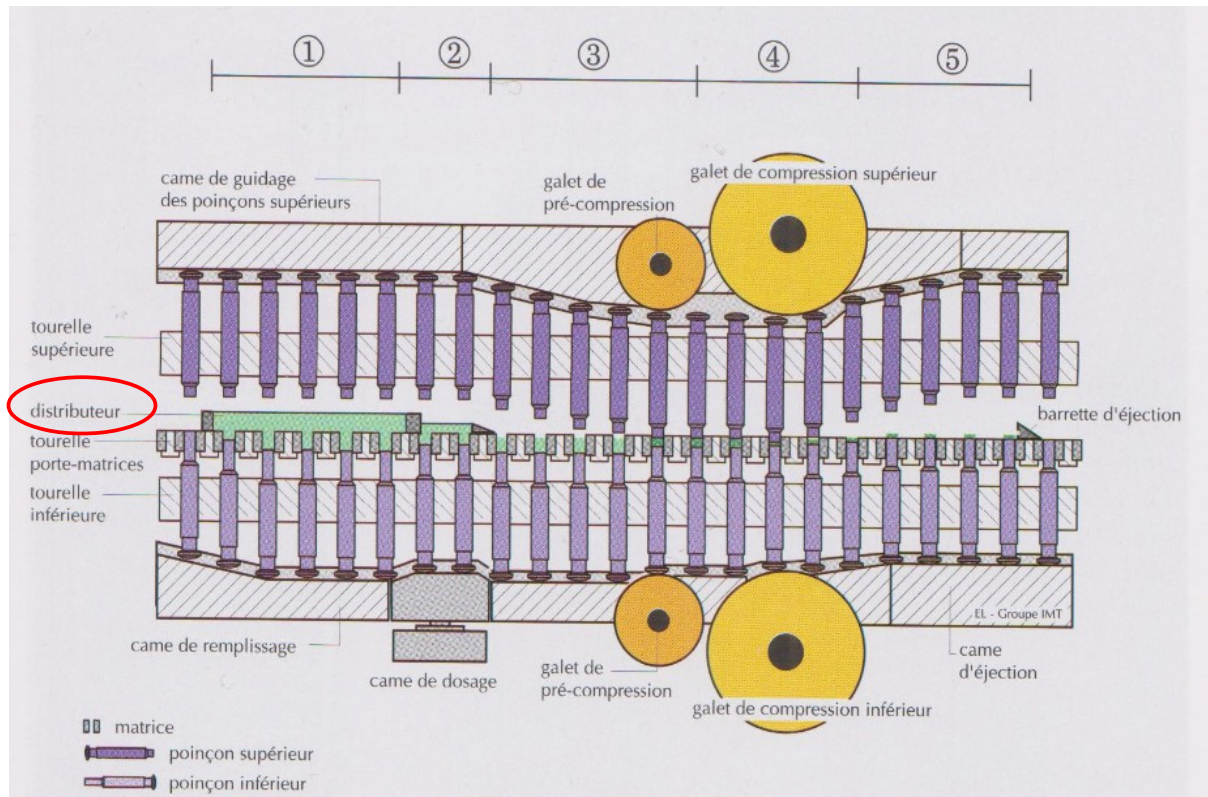 ① ② ③ ④ ⑤
came de guidage
des poinçons supérieurs
galet de
pré-compression
galet de compression supérieur
tourelle
supérieure
distributeur
tourelle
porte-matrices
tourelle
inférieure
barrette d'éjection
EL - Groupe IMT
came de remplissage
came de dosage
galet de
pré-compression
galet de compression inférieur
came
d'éjection
matrice
poinçon supérieur
poinçon inférieur